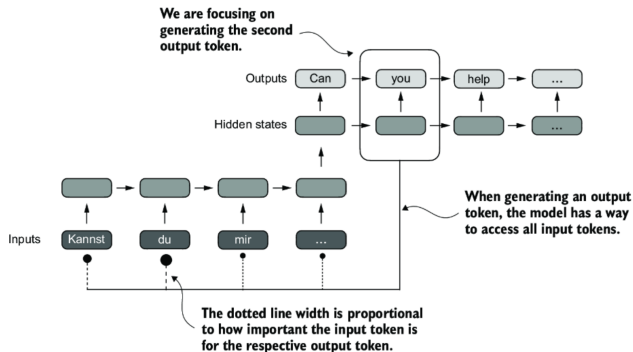 We are focusing on
generating the second
output token.
Outputs
Can
you
help
...
Hidden states
...
When generating an output
token, the model has a way
to access all input tokens.
Inputs
Kannst
du
mir
...
The dotted line width is proportional
to how important the input token is
for the respective output token.